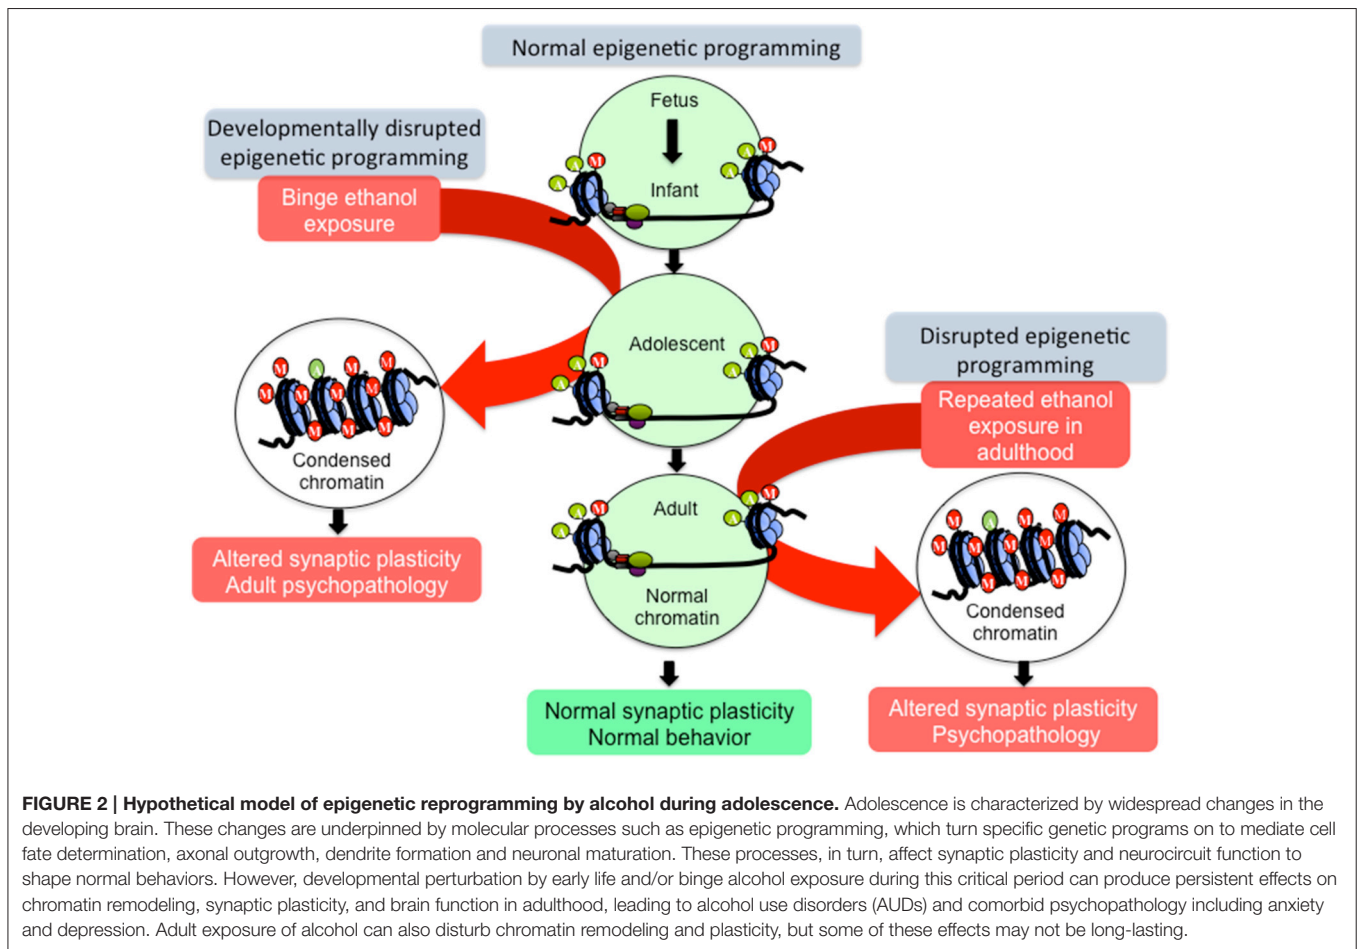 Normal epigenetic programming
Fetus
Infant
A
A
M
A
A
M
Developmentally disrupted
epigenetic programming
Binge ethanol
exposure
Adolescent
A
A
M
A
A
M
M
A
M
M
M
M
M
M
M
M
M
Condensed
chromatin
Altered synaptic plasticity
Adult psychopathology
Disrupted epigenetic
programming
Repeated ethanol
exposure in
adulthood
Adult
A
A
M
A
A
M
Normal
chromatin
M
A
M
M
M
M
M
M
M
M
M
Condensed
chromatin
Normal synaptic plasticity
Normal behavior
Altered synaptic plasticity
Psychopathology
FIGURE 2 | Hypothetical model of epigenetic reprogramming by alcohol during adolescence. Adolescence is characterized by widespread changes in the
developing brain. These changes are underpinned by molecular processes such as epigenetic programming, which turn specific genetic programs on to mediate cell
fate determination, axonal outgrowth, dendrite formation and neuronal maturation. These processes, in turn, affect synaptic plasticity and neurocircuit function to
shape normal behaviors. However, developmental perturbation by early life and/or binge alcohol exposure during this critical period can produce persistent effects on
chromatin remodeling, synaptic plasticity, and brain function in adulthood, leading to alcohol use disorders (AUDs) and comorbid psychopathology including anxiety
and depression. Adult exposure of alcohol can also disturb chromatin remodeling and plasticity, but some of these effects may not be long-lasting.